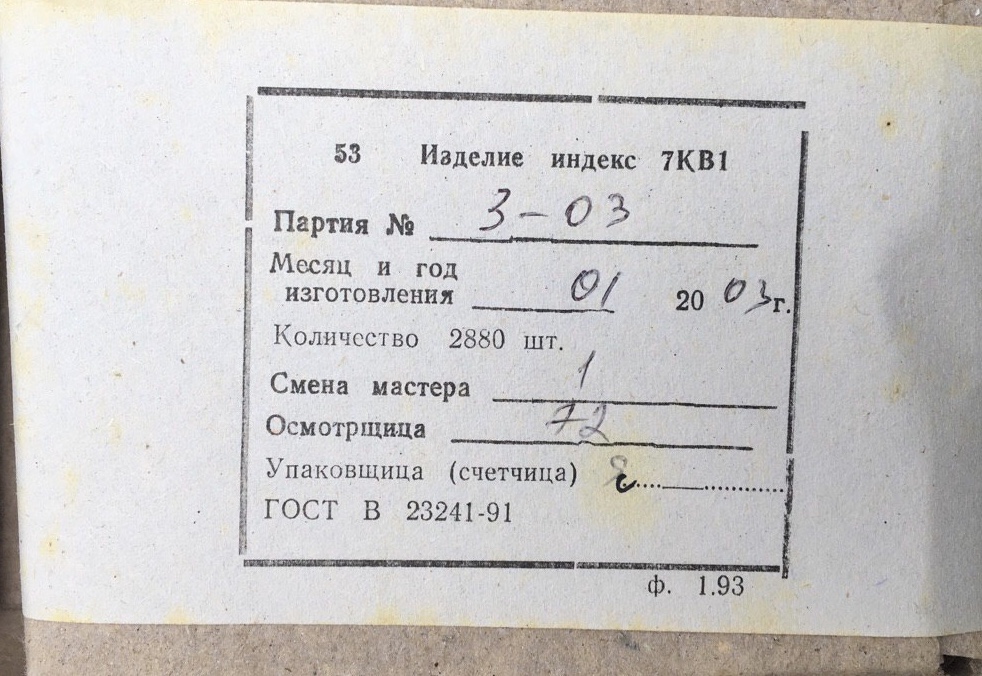 53 Изделие индекс 7КВ1
Партия № 3-03
Месяц и год
изготовления 01 2003г.
Количество 2880 шт.
Смена мастера 1
Осмотрщица 72
Упаковщица (счетчица)
ГОСТ В 23241-91
ф. 1.93